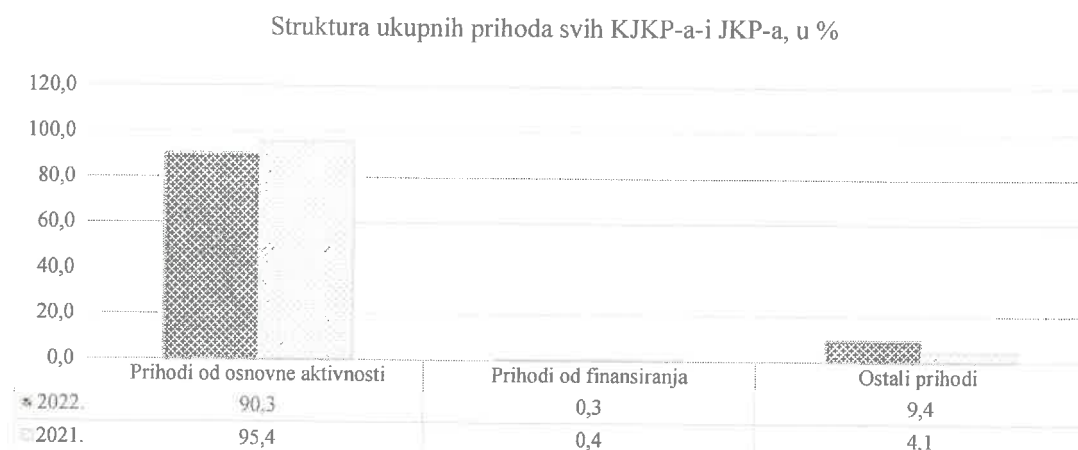 Struktura ukupnih prihoda svih KJKP-a-i JKP-a, u %
120,0
100,0
80,0
60,0
40,0
20,0
0,0
Prihodi od osnovne aktivnosti Prihodi od finansiranja Ostali prihodi
2022. 90,3 0,3 9,4
2021. 95,4 0,4 4,1